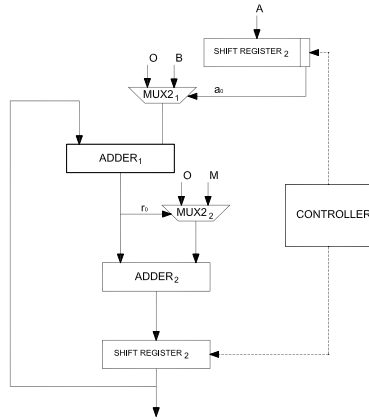 A
SHIFT REGISTER 2
O B
MUX2 1
a0
ADDER1
O M
r0
MUX2 2
CONTROLLER
ADDER2
SHIFT REGISTER 2